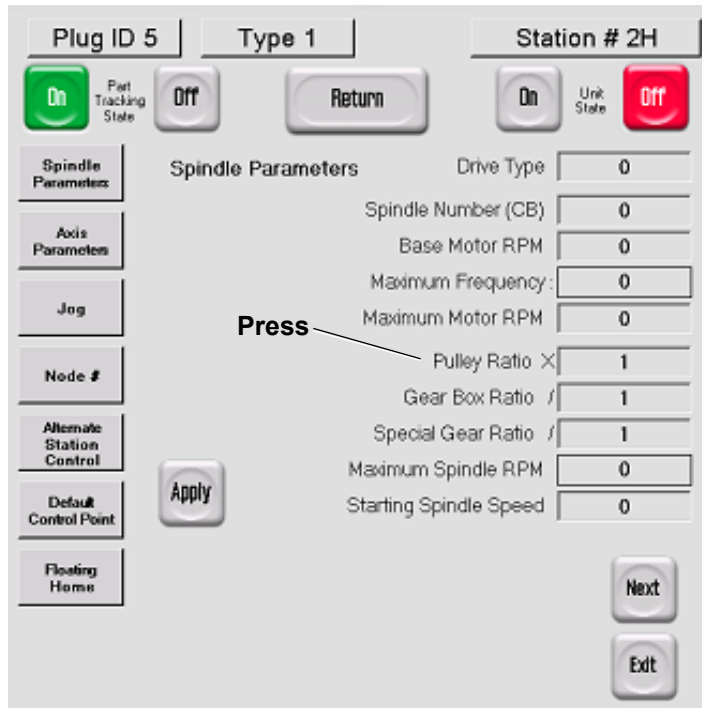 Plug ID 5 Type 1 Station # 2H
On Part Tracking State Off Return On Unit State Off
Spindle Parameters
Axis Parameters
Jog
Node #
Alternate Station Control
Default Control Point
Floating Home
Spindle Parameters
Drive Type 0
Spindle Number (CB) 0
Base Motor RPM 0
Maximum Frequency: 0
Maximum Motor RPM 0
Press
Pulley Ratio X 1
Gear Box Ratio / 1
Special Gear Ratio / 1
Maximum Spindle RPM 0
Starting Spindle Speed 0
Apply
Next
Exit